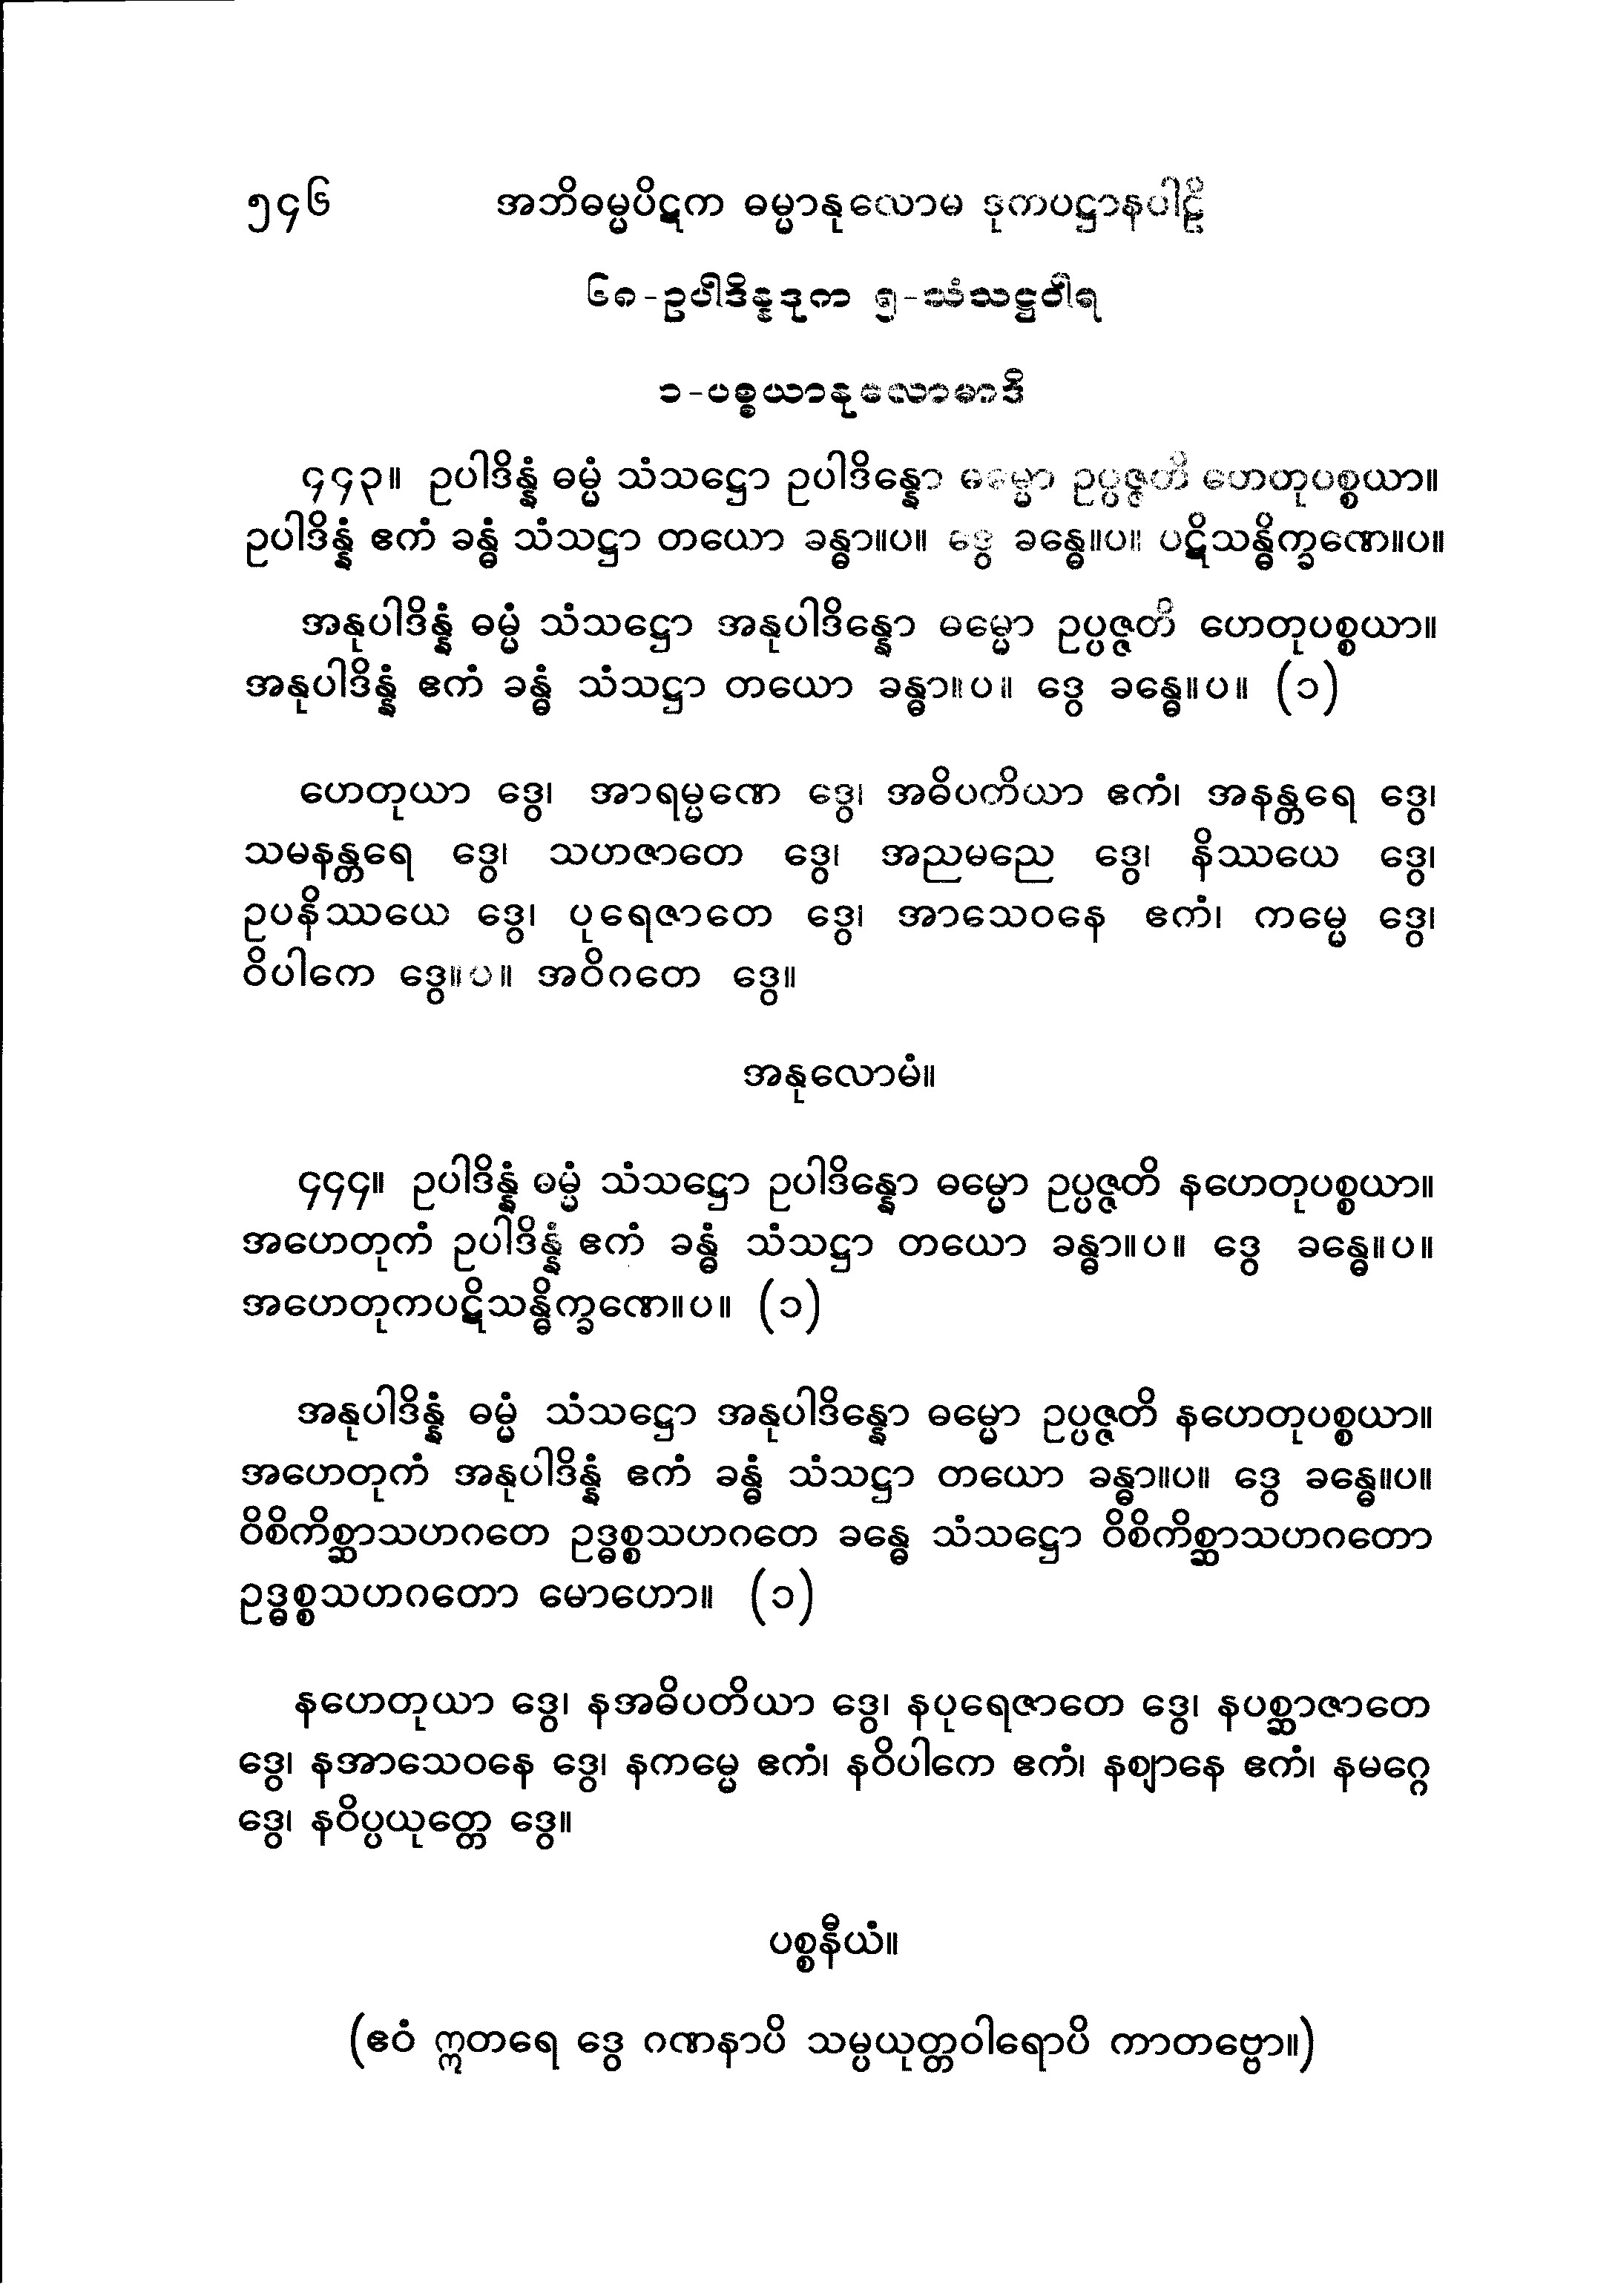 ၅၄၆ အဘိဓမ္မပိဋက ဓမ္မာနုလောမ ဒုကပဋ္ဌာနပါဠိ
၆၈-ဥပါဒိန္နဒုက ၅-သံသဋ္ဌဝါရ
၁-ပစ္စယာနုလောမာဒိ
၄၄၃။ ဥပါဒိန္နံ ဓမ္မံ သံသဋ္ဌော ဥပါဒိန္နော ဓမ္မော ဥပ္ပဇ္ဇတိ ဟေတုပစ္စယာ။
ဥပါဒိန္နံ ဧကံ ခန္ဓံ သံသဋ္ဌာ တယော ခန္ဓာ။ပ။ ဒွေ ခန္ဓေ။ပ။ ပဋိသန္ဓိက္ခဏေ။ပ။
အနုပါဒိန္နံ ဓမ္မံ သံသဋ္ဌော အနုပါဒိန္နော ဓမ္မော ဥပ္ပဇ္ဇတိ ဟေတုပစ္စယာ။
အနုပါဒိန္နံ ဧကံ ခန္ဓံ သံသဋ္ဌာ တယော ခန္ဓာ။ပ။ ဒွေ ခန္ဓေ။ပ။ (၁)
ဟေတုယာ ဒွေ၊ အာရမ္မဏေ ဒွေ၊ အဓိပတိယာ ဧကံ၊ အနန္တရေ ဒွေ၊
သမနန္တရေ ဒွေ၊ သဟဇာတေ ဒွေ၊ အညမညေ ဒွေ၊ နိဿယေ ဒွေ၊
ဥပနိဿယေ ဒွေ၊ ပုရေဇာတေ ဒွေ၊ အာသေဝနေ ဧကံ၊ ကမ္မေ ဒွေ၊
ဝိပါကေ ဒွေ။ပ။ အဝိဂတေ ဒွေ။
အနုလောမံ။
၄၄၄။ ဥပါဒိန္နံ ဓမ္မံ သံသဋ္ဌော ဥပါဒိန္နော ဓမ္မော ဥပ္ပဇ္ဇတိ နဟေတုပစ္စယာ။
အဟေတုကံ ဥပါဒိန္နံ ဧကံ ခန္ဓံ သံသဋ္ဌာ တယော ခန္ဓာ။ပ။ ဒွေ ခန္ဓေ။ပ။
အဟေတုကပဋိသန္ဓိက္ခဏေ။ပ။ (၁)
အနုပါဒိန္နံ ဓမ္မံ သံသဋ္ဌော အနုပါဒိန္နော ဓမ္မော ဥပ္ပဇ္ဇတိ နဟေတုပစ္စယာ။
အဟေတုကံ အနုပါဒိန္နံ ဧကံ ခန္ဓံ သံသဋ္ဌာ တယော ခန္ဓာ။ပ။ ဒွေ ခန္ဓေ။ပ။
ဝိစိကိစ္ဆာသဟဂတေ ဥဒ္ဓစ္စသဟဂတေ ခန္ဓေ သံသဋ္ဌော ဝိစိကိစ္ဆာသဟဂတော
ဥဒ္ဓစ္စသဟဂတော မောဟော။ (၁)
နဟေတုယာ ဒွေ၊ နအဓိပတိယာ ဒွေ၊ နပုရေဇာတေ ဒွေ၊ နပစ္ဆာဇာတေ
ဒွေ၊ နအာသေဝနေ ဒွေ၊ နကမ္မေ ဧကံ၊ နဝိပါကေ ဧကံ၊ နဈာနေ ဧကံ၊ နမဂ္ဂေ
ဒွေ၊ နဝိပ္ပယုတ္တေ ဒွေ။
ပစ္စနီယံ။
(ဧဝံ ဣတရေ ဒွေ ဂဏနာပိ သမ္ပယုတ္တဝါရောပိ ကာတဗ္ဗော။)